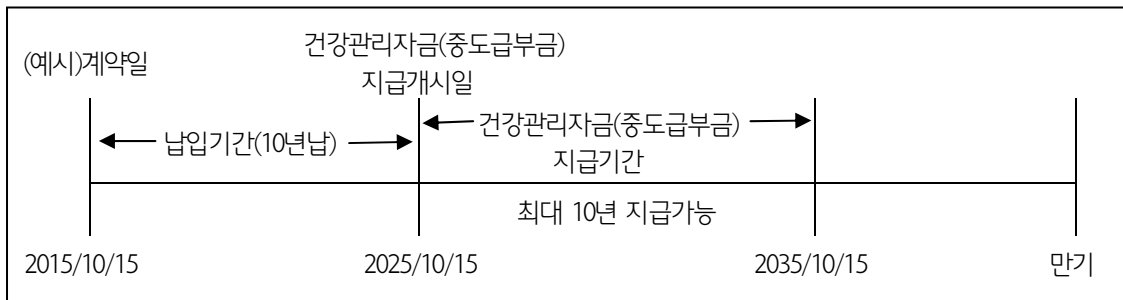 건강관리자금(중도급부금)
(예시)계약일
지급개시일
납입기간(10년납)
건강관리자금(중도급부금)
지급기간
최대 10년 지급가능
2015/10/15
2025/10/15
2035/10/15
만기